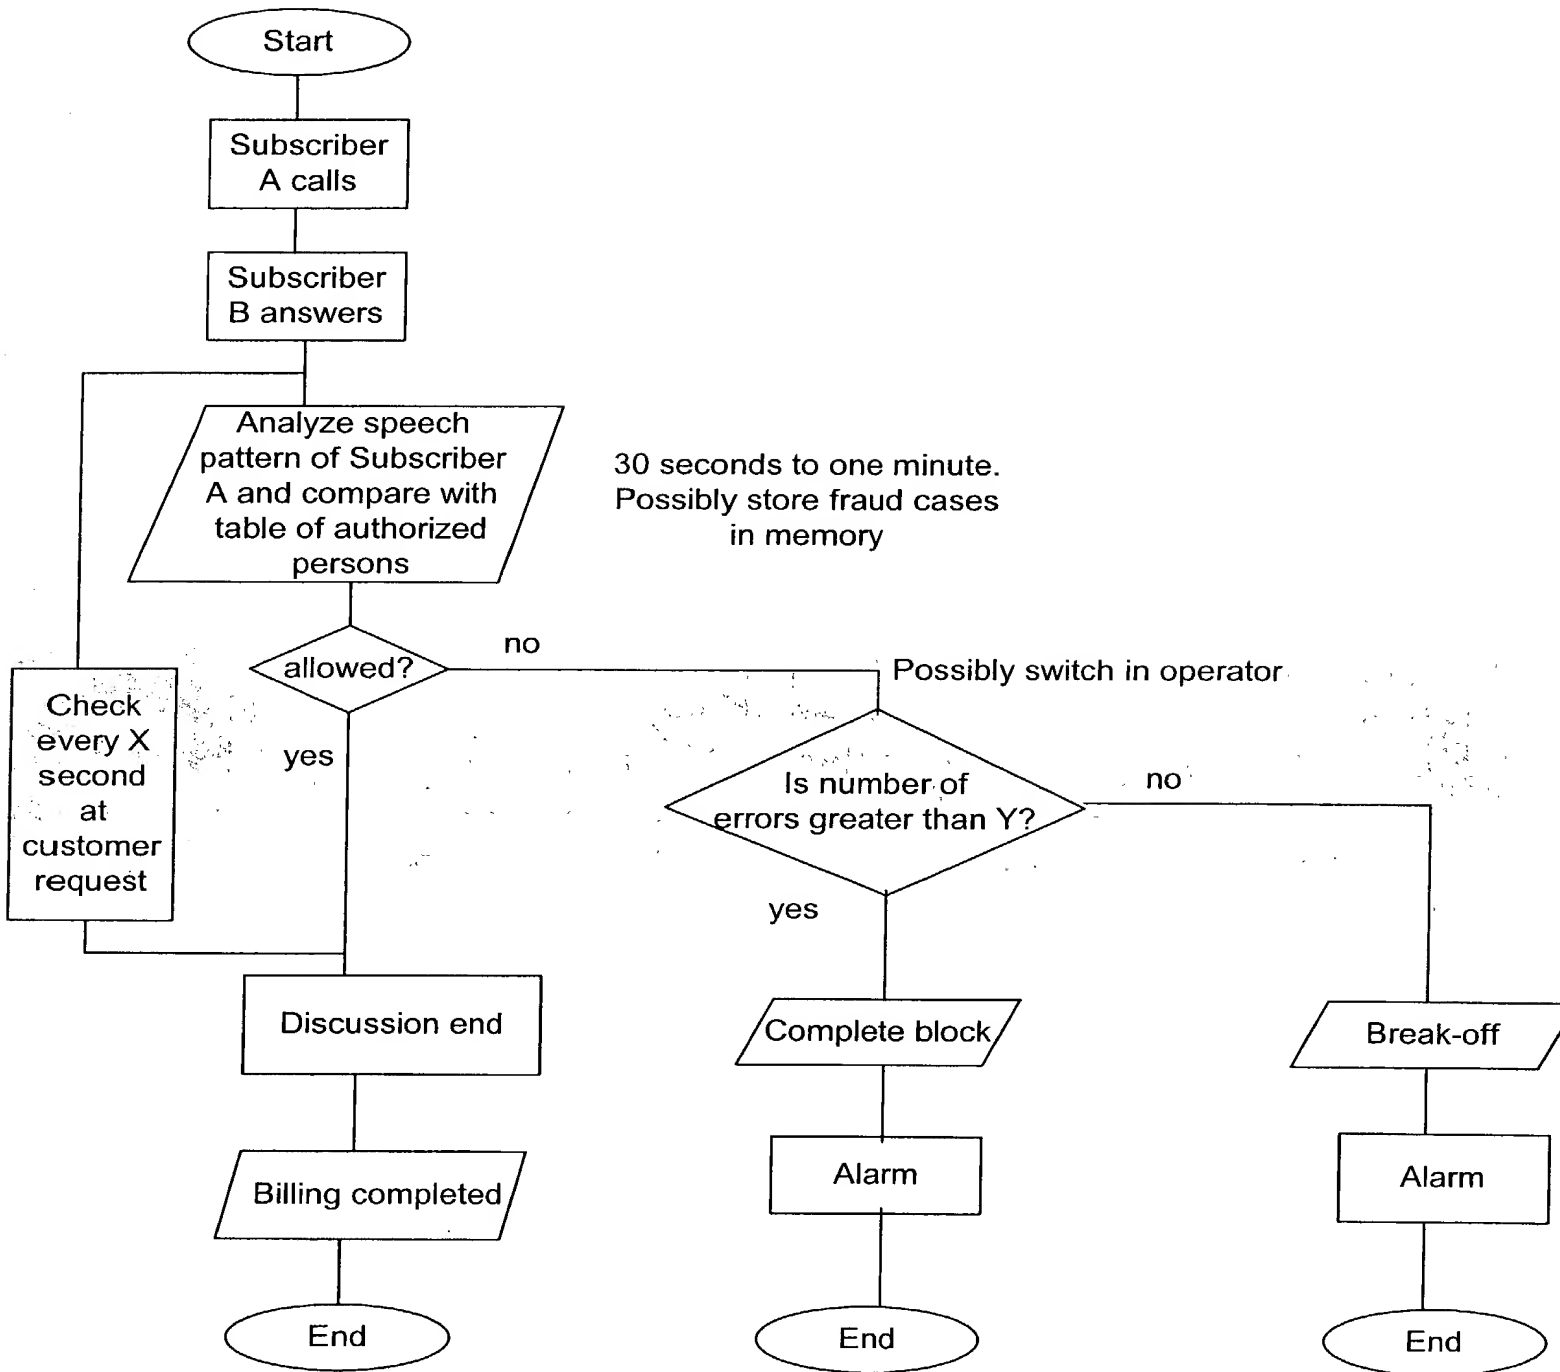 Start
Subscriber
A calls
Subscriber
B answers
Analyze speech
pattern of Subscriber
A and compare with
table of authorized
persons
30 seconds to one minute.
Possibly store fraud cases
in memory
allowed?
no
Possibly switch in operator
Check
every X
second
at
customer
request
yes
Is number of
errors greater than Y?
no
yes
Discussion end
Complete block
Break-off
Billing completed
Alarm
Alarm
End
End
End